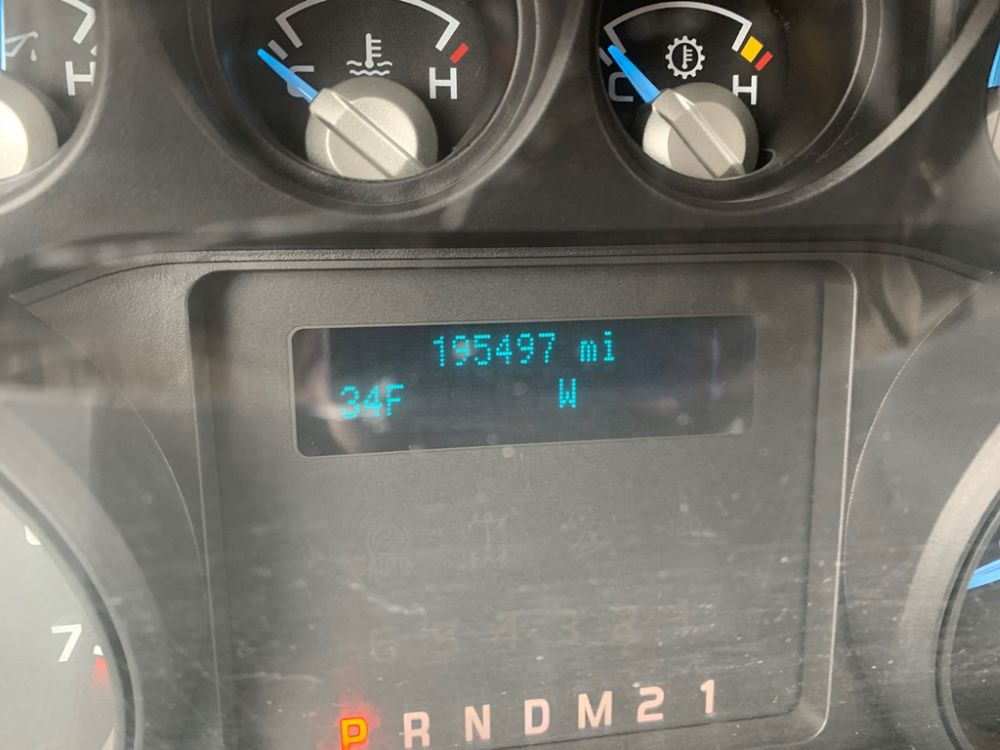 H
C H
C H
195497 mi
34F W
7
P R N D M 2 1